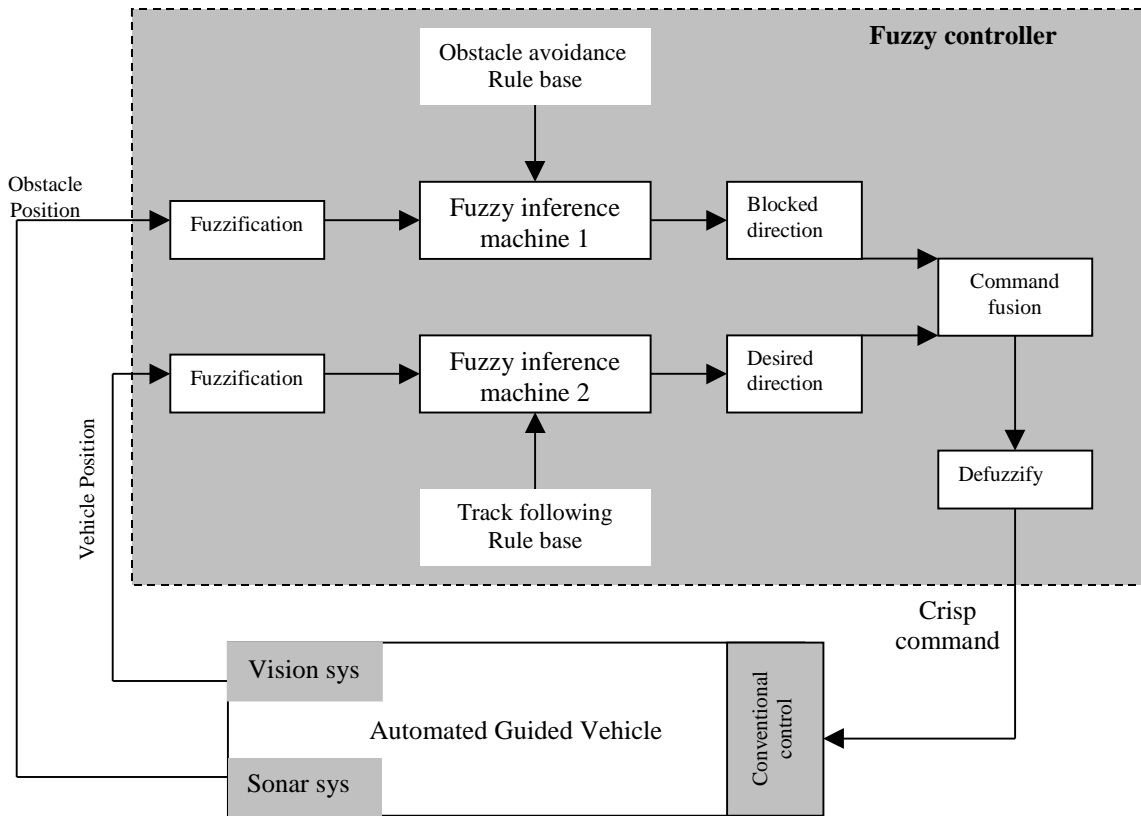 Fuzzy controller
Obstacle avoidance
Rule base
Obstacle
Position
Fuzzification
Fuzzy inference
machine 1
Blocked
direction
Command
fusion
Fuzzification
Fuzzy inference
machine 2
Desired
direction
Vehicle Position
Defuzzify
Track following
Rule base
Crisp
command
Vision sys
Automated Guided Vehicle
Conventional
control
Sonar sys